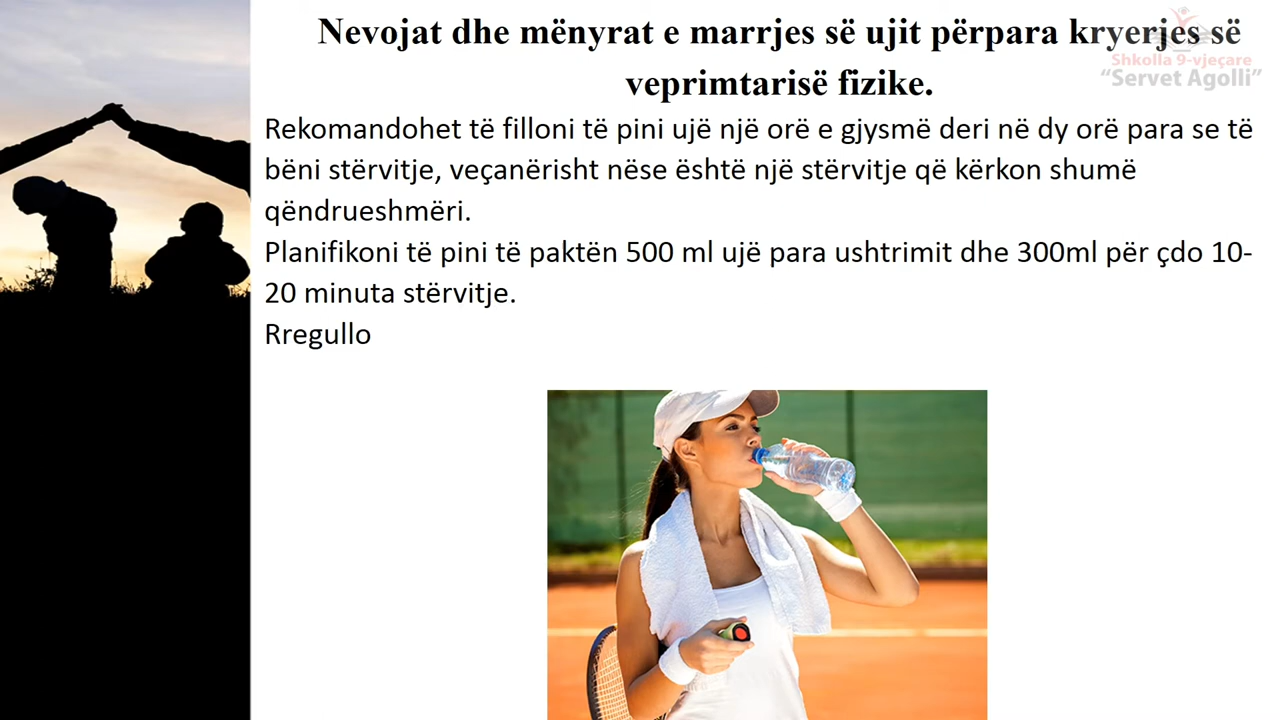 Nevojat dhe mënyrat e marrjes së ujit përpara kryerjes së
veprimtarisë fizike.
Shkolla 9-vjeçare
“Servet Agolli”
Rekomandohet të filloni të pini ujë një orë e gjysmë deri në dy orë para se të
bëni stërvitje, veçanërisht nëse është një stërvitje që kërkon shumë
qëndrueshmëri.
Planifikoni të pini të paktën 500 ml ujë para ushtrimit dhe 300ml për çdo 10-
20 minuta stërvitje.
Rregullo